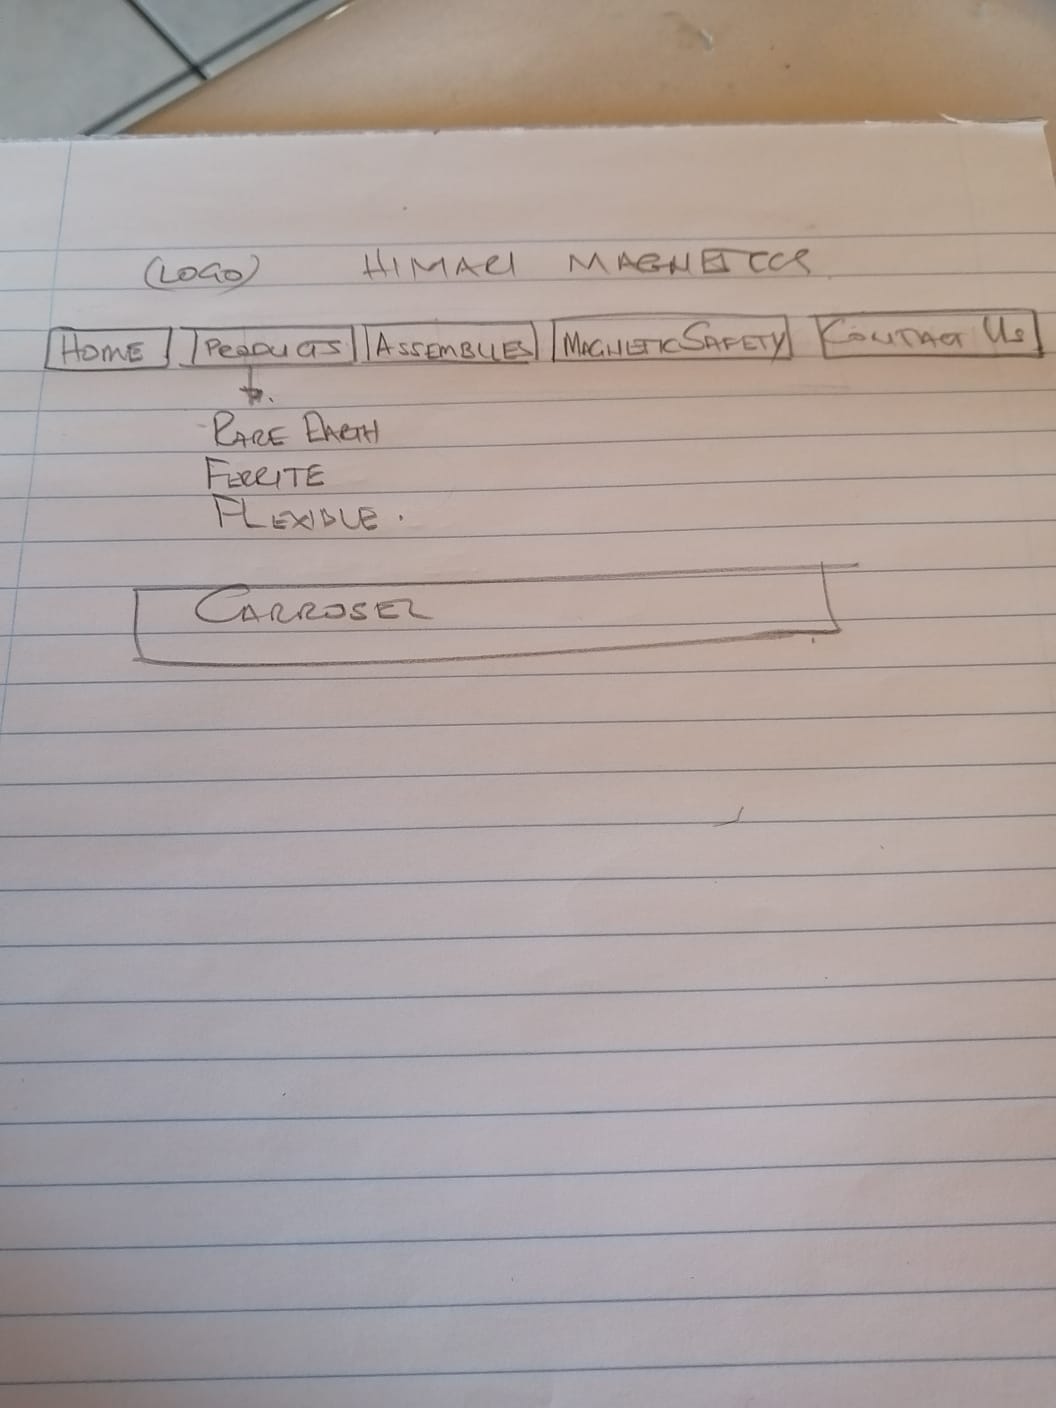 (LOGO) HIMARI MAGNETICS
HOME PRODUCTS ASSEMBLIES MAGNETIC SAFETY CONTACT US
RARE EARTH
FERRITE
FLEXIBLE.
CARROSEL